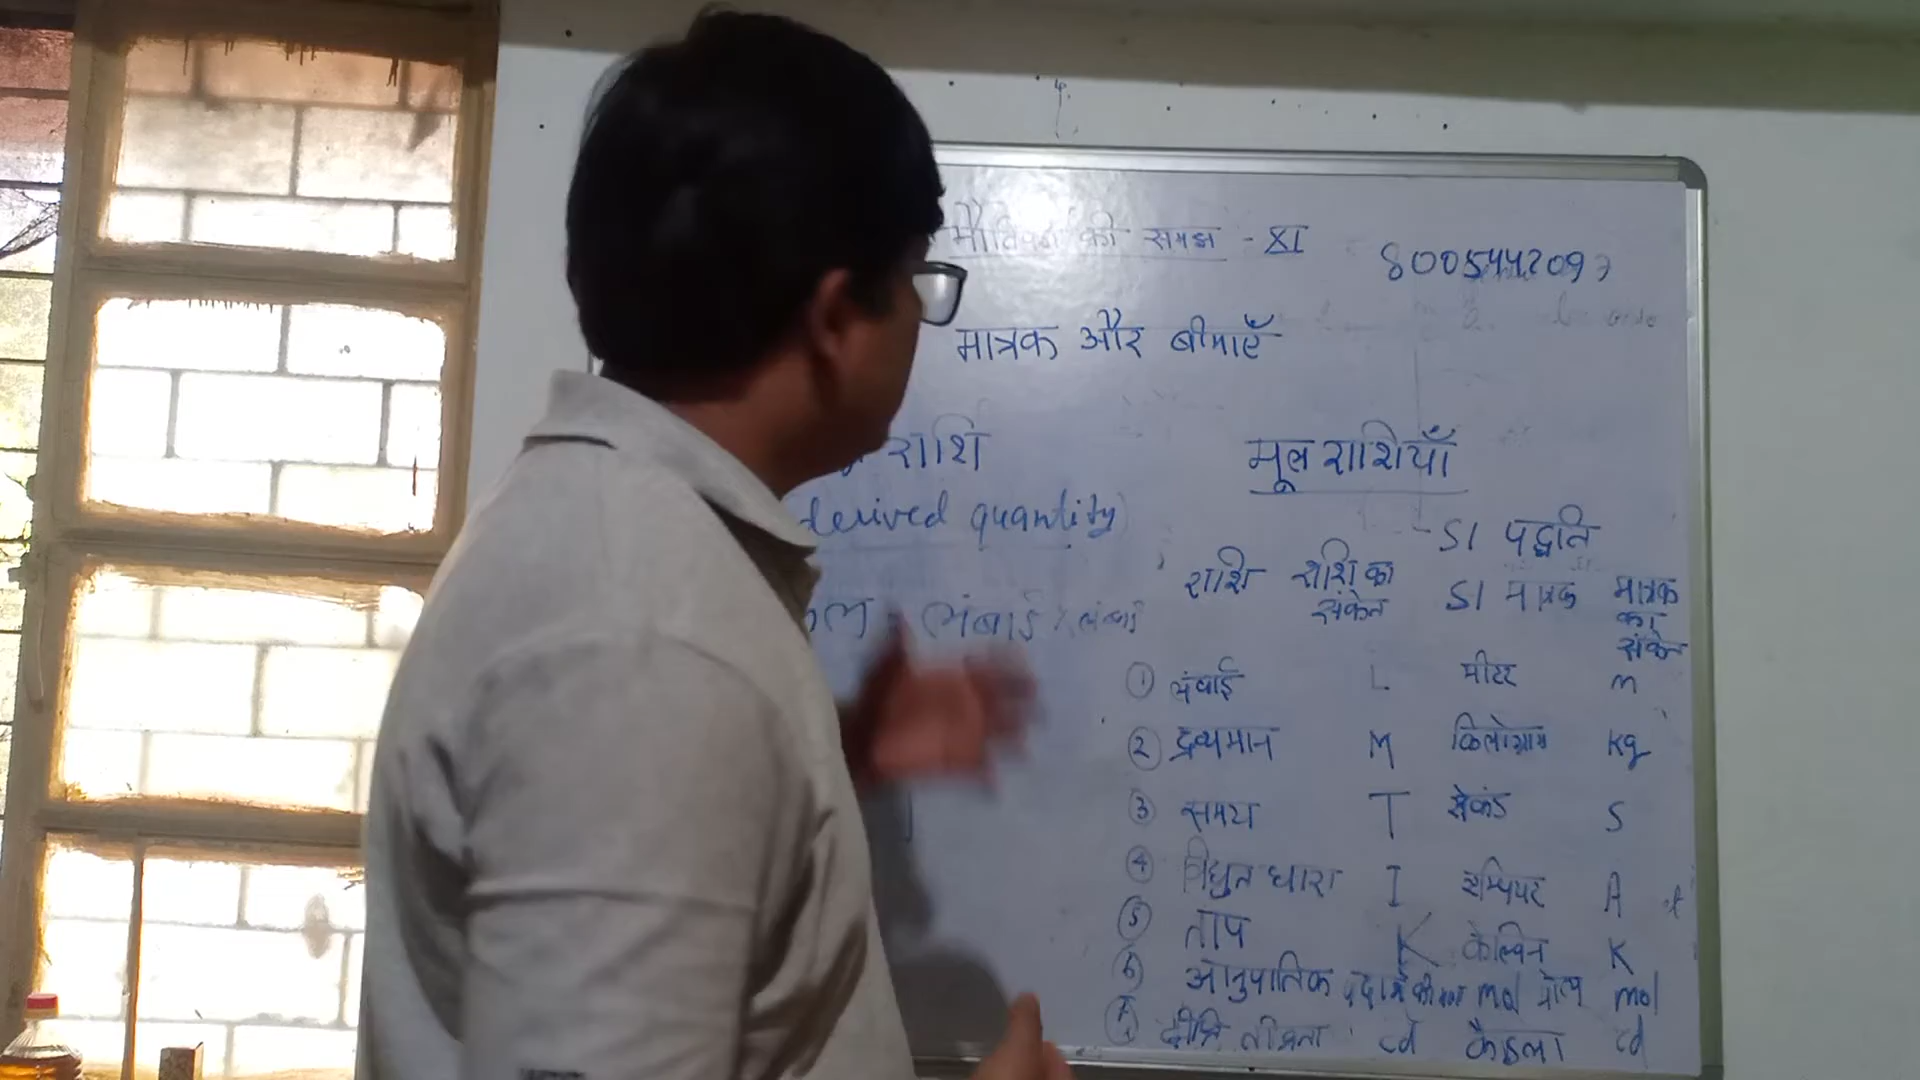 भौतिकी की समझ - XI
8005442097
मात्रक और बीमाएँ
राशि
derived quantity)
लंबाई x लंबाई
मूल राशियाँ
- SI पद्धति
राशि राशि का संकेत SI मात्रक मात्रक का संकेत
① लंबाई L मीटर m
② द्रव्यमान M किलोग्राम Kg
③ समय T सेकंड S
④ विद्युत धारा I एम्पियर A
⑤ ताप K केल्विन K
⑥ आनुपातिक mol मोल mol
⑦ दीप्ति तीव्रता cd कैंडला cd